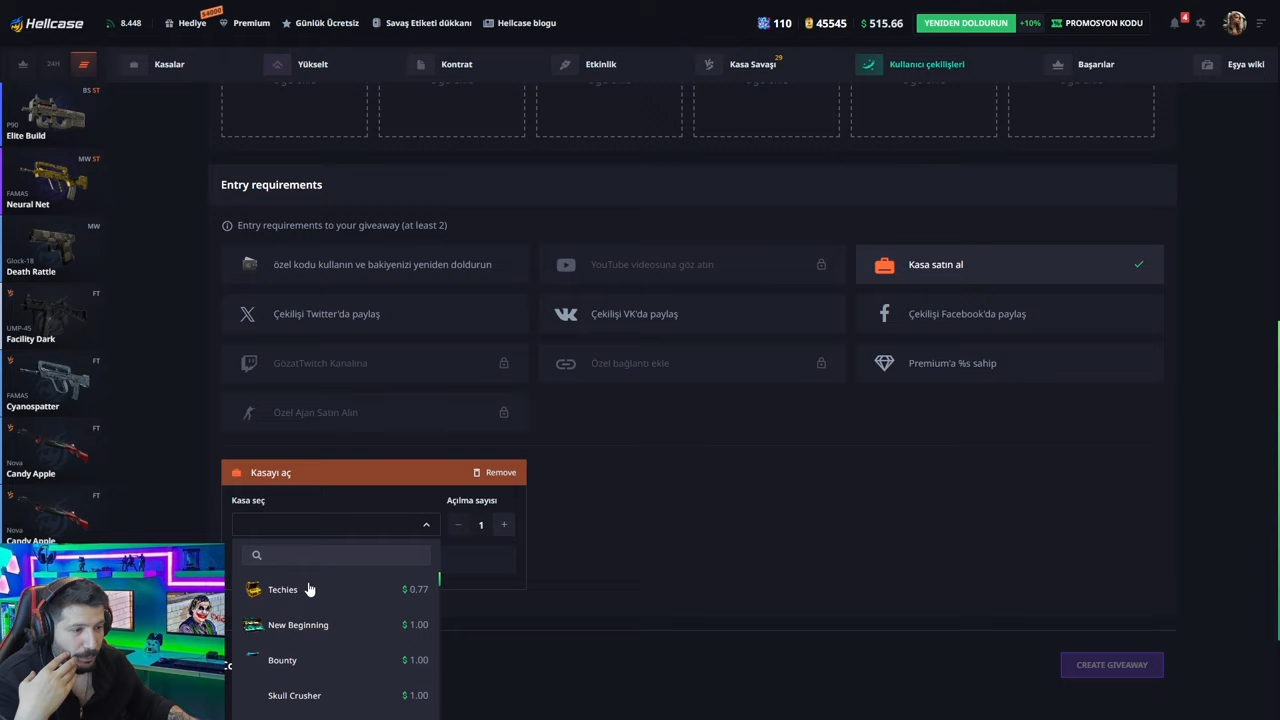 Hellcase
8.448
$4000
Hediye
Premium
Günlük Ücretsiz
Savaş Etiketi dükkanı
Hellcase blogu
110
45545
$ 515.66
YENİDEN DOLDURUN
+10%
PROMOSYON KODU
4
24H
Kasalar
Yükselt
Kontrat
Etkinlik
Kasa Savaşı
29
Kullanıcı çekilişleri
Başarılar
Eşya wiki
BS ST
P90
Elite Build
MW ST
FAMAS
Neural Net
MW
Glock-18
Death Rattle
FT
UMP-45
Facility Dark
FT
FAMAS
Cyanospatter
FT
Nova
Candy Apple
FT
Nova
Candy Apple
Entry requirements
Entry requirements to your giveaway (at least 2)
özel kodu kullanın ve bakiyenizi yeniden doldurun
YouTube videosuna göz atın
Kasa satın al
Çekilişi Twitter'da paylaş
Çekilişi VK'da paylaş
Çekilişi Facebook'da paylaş
GözatTwitch Kanalına
Özel bağlantı ekle
Premium'a %s sahip
Özel Ajan Satın Alın
Kasayı aç
Remove
Kasa seç
Açılma sayısı
1
Techies
$ 0.77
New Beginning
$ 1.00
Bounty
$ 1.00
Skull Crusher
$ 1.00
CREATE GIVEAWAY